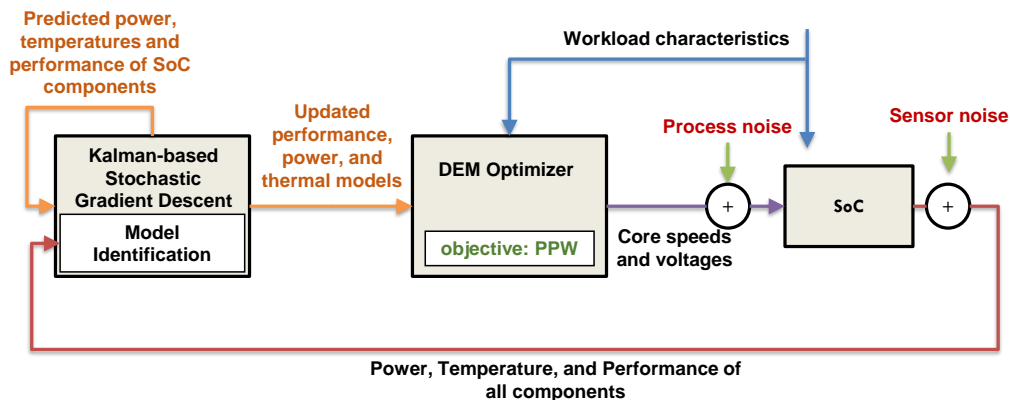 Predicted power,
temperatures and
performance of SoC
components
Workload characteristics
Updated
performance,
power, and
thermal models
Process noise
Sensor noise
Kalman-based
Stochastic
Gradient Descent
Model
Identification
DEM Optimizer
objective: PPW
+
SoC
+
Core speeds
and voltages
Power, Temperature, and Performance of
all components